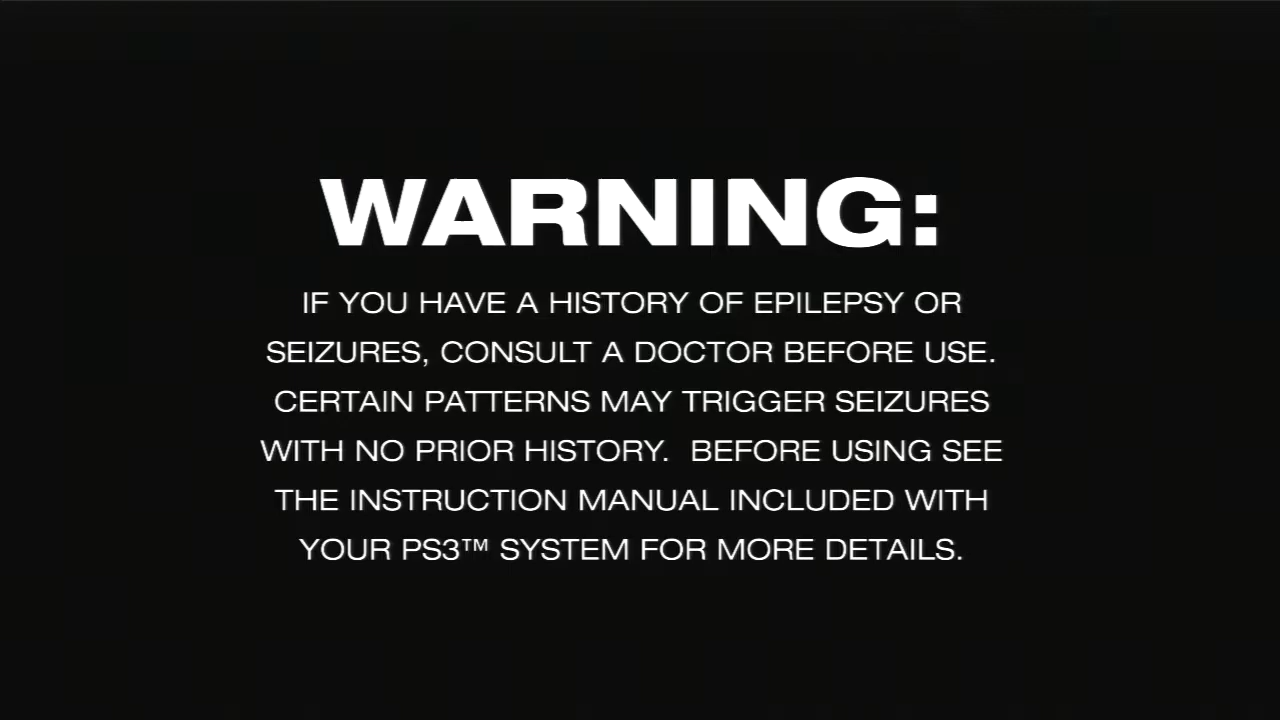 WARNING:
IF YOU HAVE A HISTORY OF EPILEPSY OR
SEIZURES, CONSULT A DOCTOR BEFORE USE.
CERTAIN PATTERNS MAY TRIGGER SEIZURES
WITH NO PRIOR HISTORY.  BEFORE USING SEE
THE INSTRUCTION MANUAL INCLUDED WITH
YOUR PS3™ SYSTEM FOR MORE DETAILS.